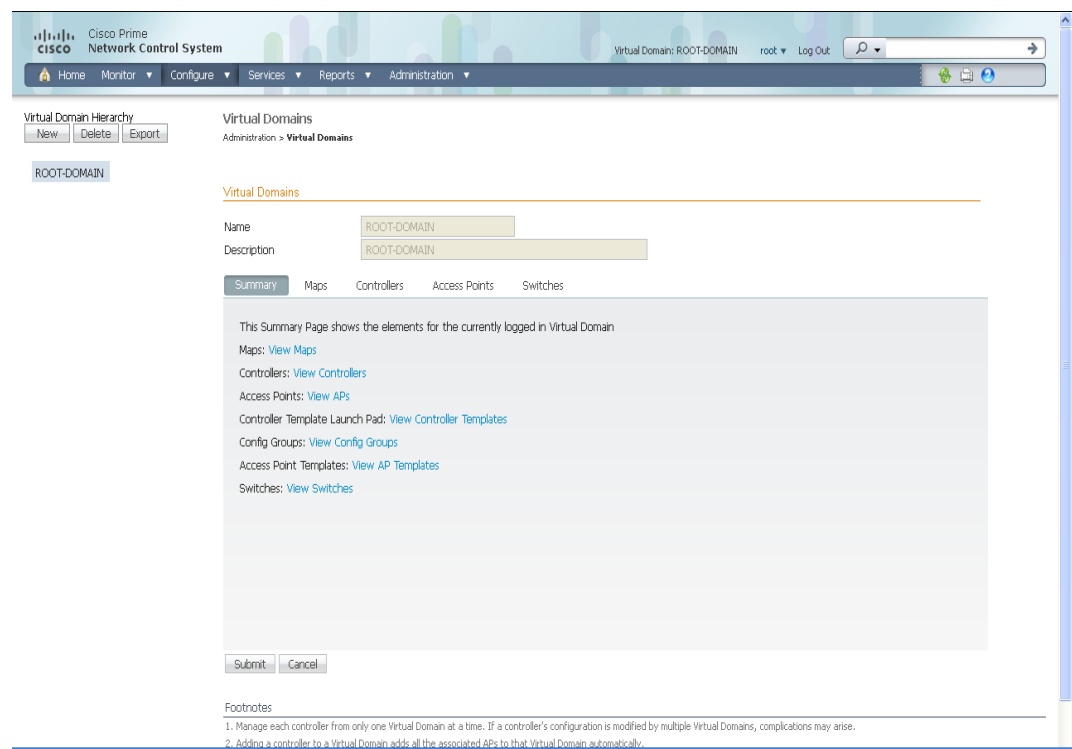 Cisco Prime
CISCO Network Control System
Virtual Domain: ROOT-DOMAIN root Log Out
Home Monitor Configure Services Reports Administration
Virtual Domain Hierarchy
New Delete Export
ROOT-DOMAIN
Virtual Domains
Administration > Virtual Domains
Virtual Domains
Name ROOT-DOMAIN
Description ROOT-DOMAIN
Summary Maps Controllers Access Points Switches
This Summary Page shows the elements for the currently logged in Virtual Domain
Maps: View Maps
Controllers: View Controllers
Access Points: View APs
Controller Template Launch Pad: View Controller Templates
Config Groups: View Config Groups
Access Point Templates: View AP Templates
Switches: View Switches
Submit Cancel
Footnotes
1. Manage each controller from only one Virtual Domain at a time. If a controller's configuration is modified by multiple Virtual Domains, complications may arise.
2. Adding a controller to a Virtual Domain adds all the associated APs to that Virtual Domain automatically.